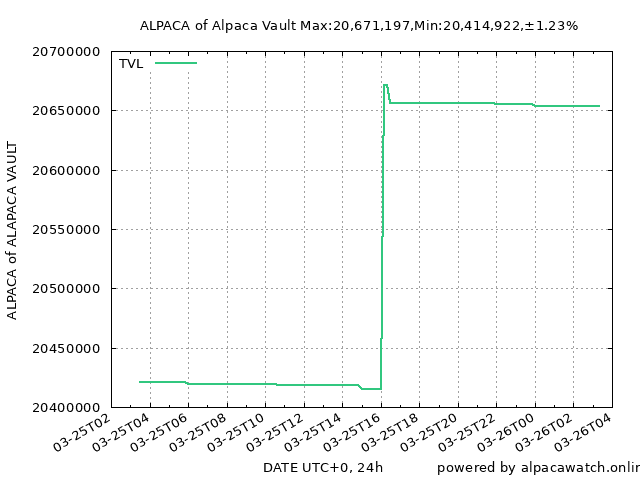 ALPACA of Alpaca Vault Max:20,671,197,Min:20,414,922,±1.23%
TVL
20700000
20650000
20600000
20550000
20500000
20450000
20400000
ALPACA of ALAPACA VAULT
03-25T02
03-25T04
03-25T06
03-25T08
03-25T10
03-25T12
03-25T14
03-25T16
03-25T18
03-25T20
03-25T22
03-26T00
03-26T02
03-26T04
DATE UTC+0, 24h
powered by alpacawatch.onlin